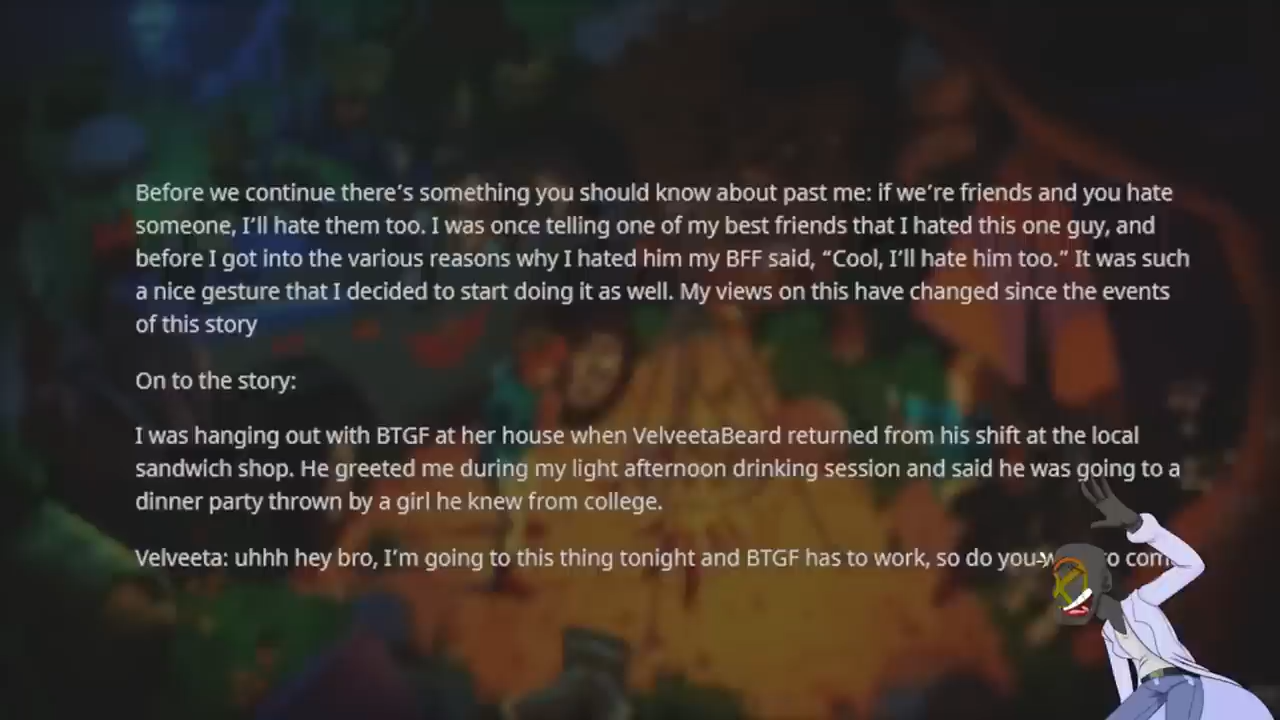 Before we continue there’s something you should know about past me: if we’re friends and you hate
someone, I’ll hate them too. I was once telling one of my best friends that I hated this one guy, and
before I got into the various reasons why I hated him my BFF said, “Cool, I’ll hate him too.” It was such
a nice gesture that I decided to start doing it as well. My views on this have changed since the events
of this story
On to the story:
I was hanging out with BTGF at her house when VelveetaBeard returned from his shift at the local
sandwich shop. He greeted me during my light afternoon drinking session and said he was going to a
dinner party thrown by a girl he knew from college.
Velveeta: uhhh hey bro, I’m going to this thing tonight and BTGF has to work, so do you